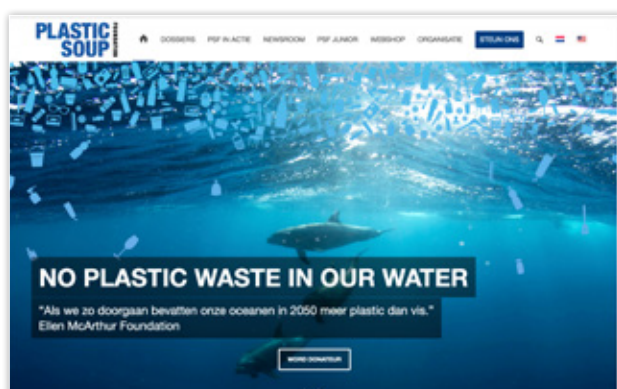 PLASTIC
SOUP
FOUNDATION
DOSSIERS PSF IN ACTIE NEWSROOM PSF JUNIOR WEBSHOP ORGANISATIE STEUN ONS
NO PLASTIC WASTE IN OUR WATER
"Als we zo doorgaan bevatten onze oceanen in 2050 meer plastic dan vis."
Ellen McArthur Foundation
WORD DONATEUR